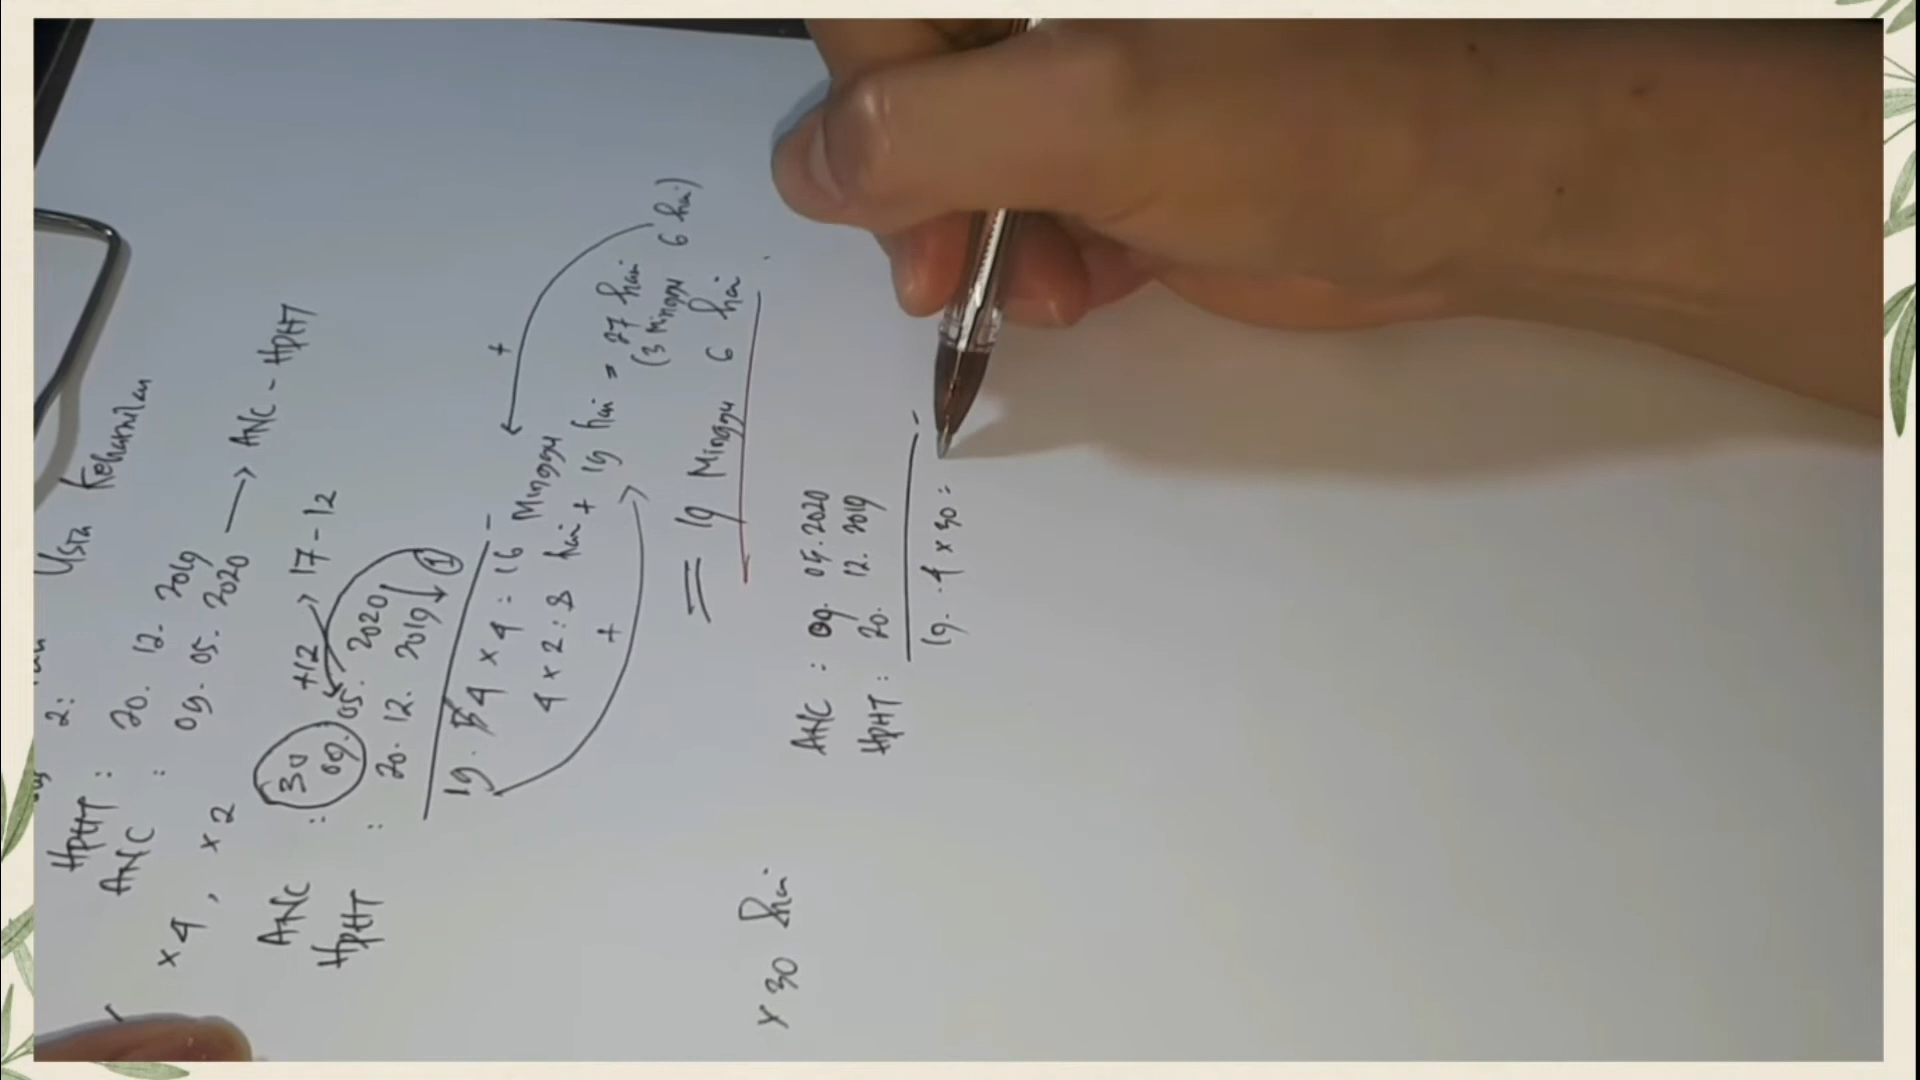 2:
Usia Kehamilan
HPHT : 20. 12. 2019
ANC : 09. 05. 2020 → ANC - HPHT
x4, x2
30 +12 → 17-12
ANC : 09. 05. 2020
HPHT : 20. 12. 2019 1 -
19. 4 x 4 : 16 Minggu +
4 x 2 : 8 hari + 19 hari = 27 hari
+ (3 Minggu 6 hari)
= 19 Minggu 6 hari
x 30 hari
ANC : 09. 05. 2020
HPHT : 20. 12. 2019 -
19. 4 x 30 :